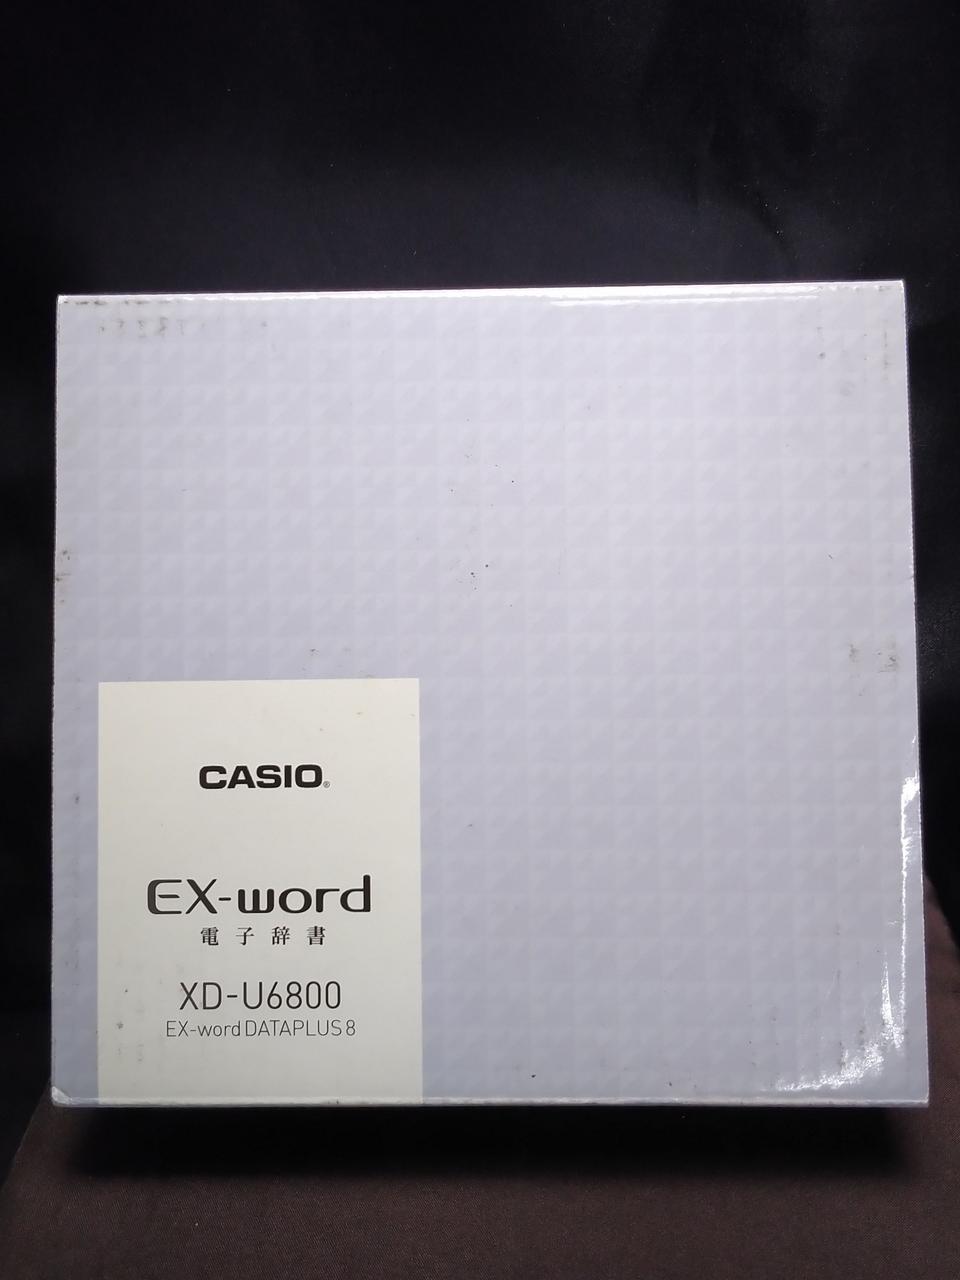 CASIO®
EX-word
電子辞書
XD-U6800
EX-word DATAPLUS 8